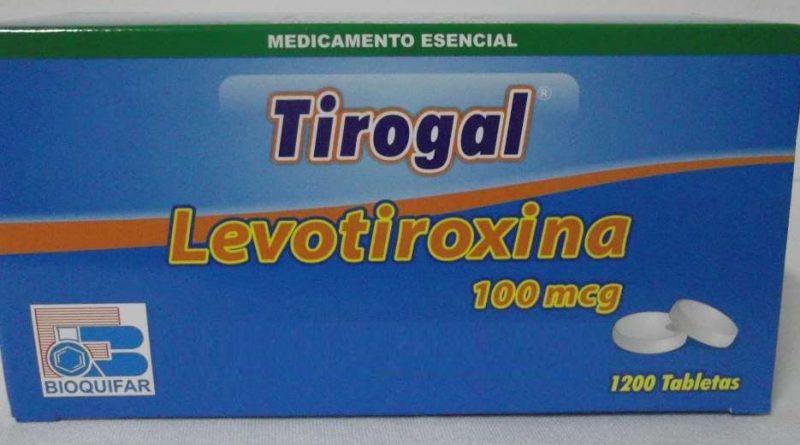 MEDICAMENTO ESENCIAL
Tirogal®
Levotiroxina
100 mcg
BIOQUIFAR
1200 Tabletas